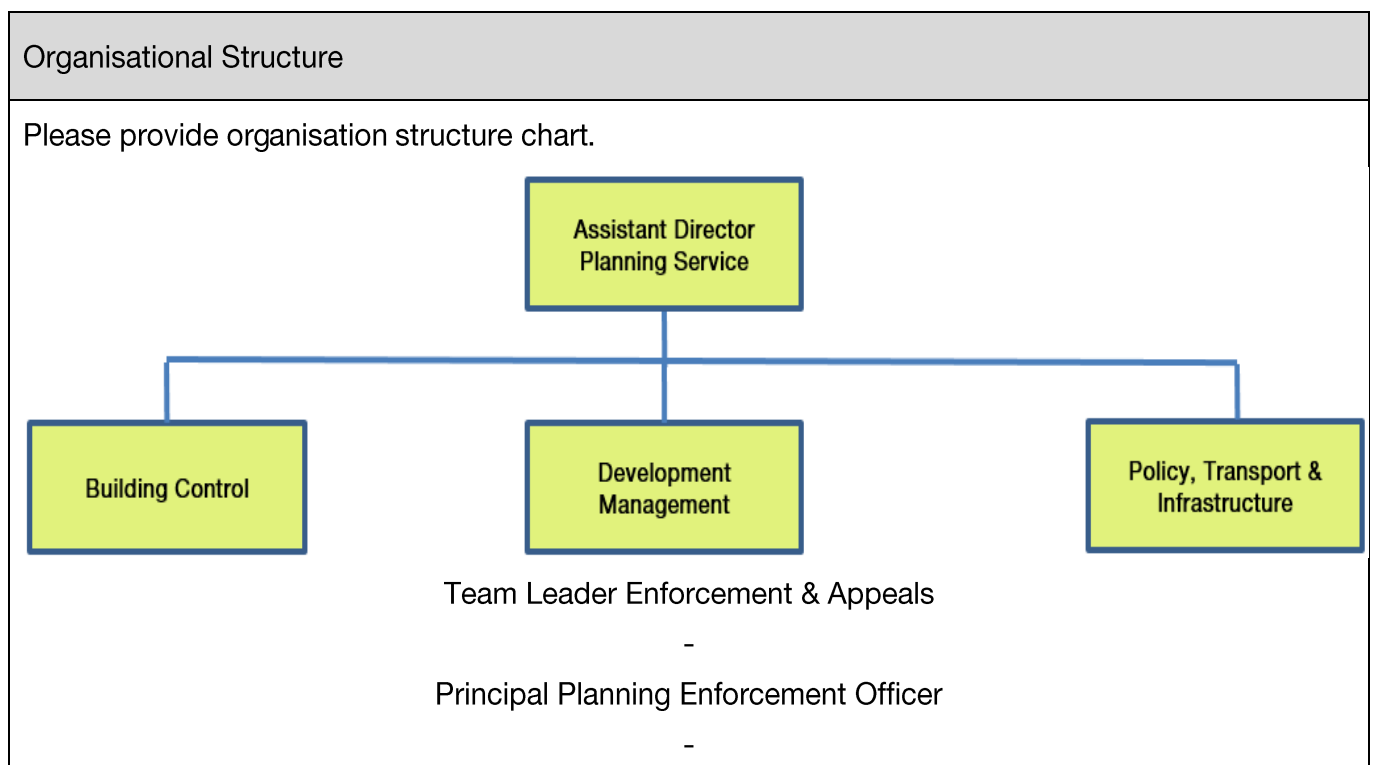 Organisational Structure
Please provide organisation structure chart.
Assistant Director
Planning Service
Building Control
Development
Management
Policy, Transport &
Infrastructure
Team Leader Enforcement & Appeals
-
Principal Planning Enforcement Officer
-